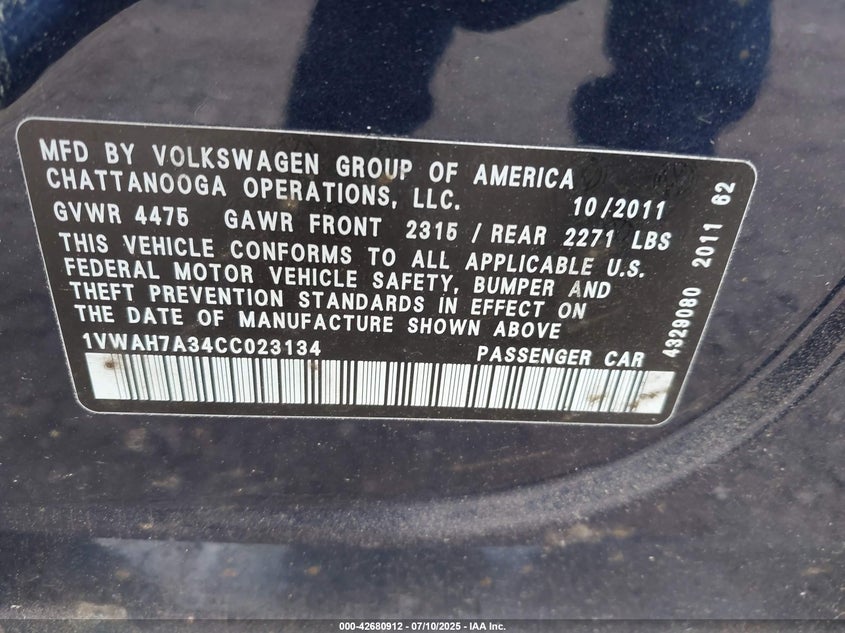 MFD BY VOLKSWAGEN GROUP OF AMERICA
CHATTANOOGA OPERATIONS, LLC. 10/2011
GVWR 4475 GAWR FRONT 2315 / REAR 2271 LBS
THIS VEHICLE CONFORMS TO ALL APPLICABLE U.S.
FEDERAL MOTOR VEHICLE SAFETY, BUMPER AND
THEFT PREVENTION STANDARDS IN EFFECT ON
THE DATE OF MANUFACTURE SHOWN ABOVE
1VWAH7A34CC023134 PASSENGER CAR
4329080 2011 62
000-42680912 - 07/10/2025 - IAA Inc.